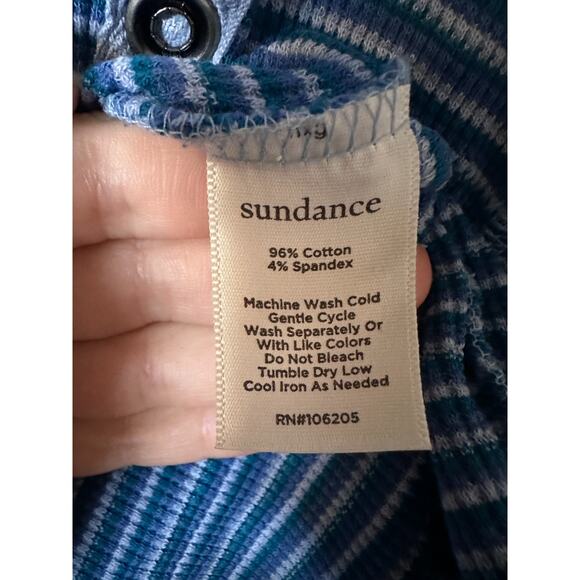 sundance
96% Cotton
4% Spandex
Machine Wash Cold
Gentle Cycle
Wash Separately Or
With Like Colors
Do Not Bleach
Tumble Dry Low
Cool Iron As Needed
RN#106205